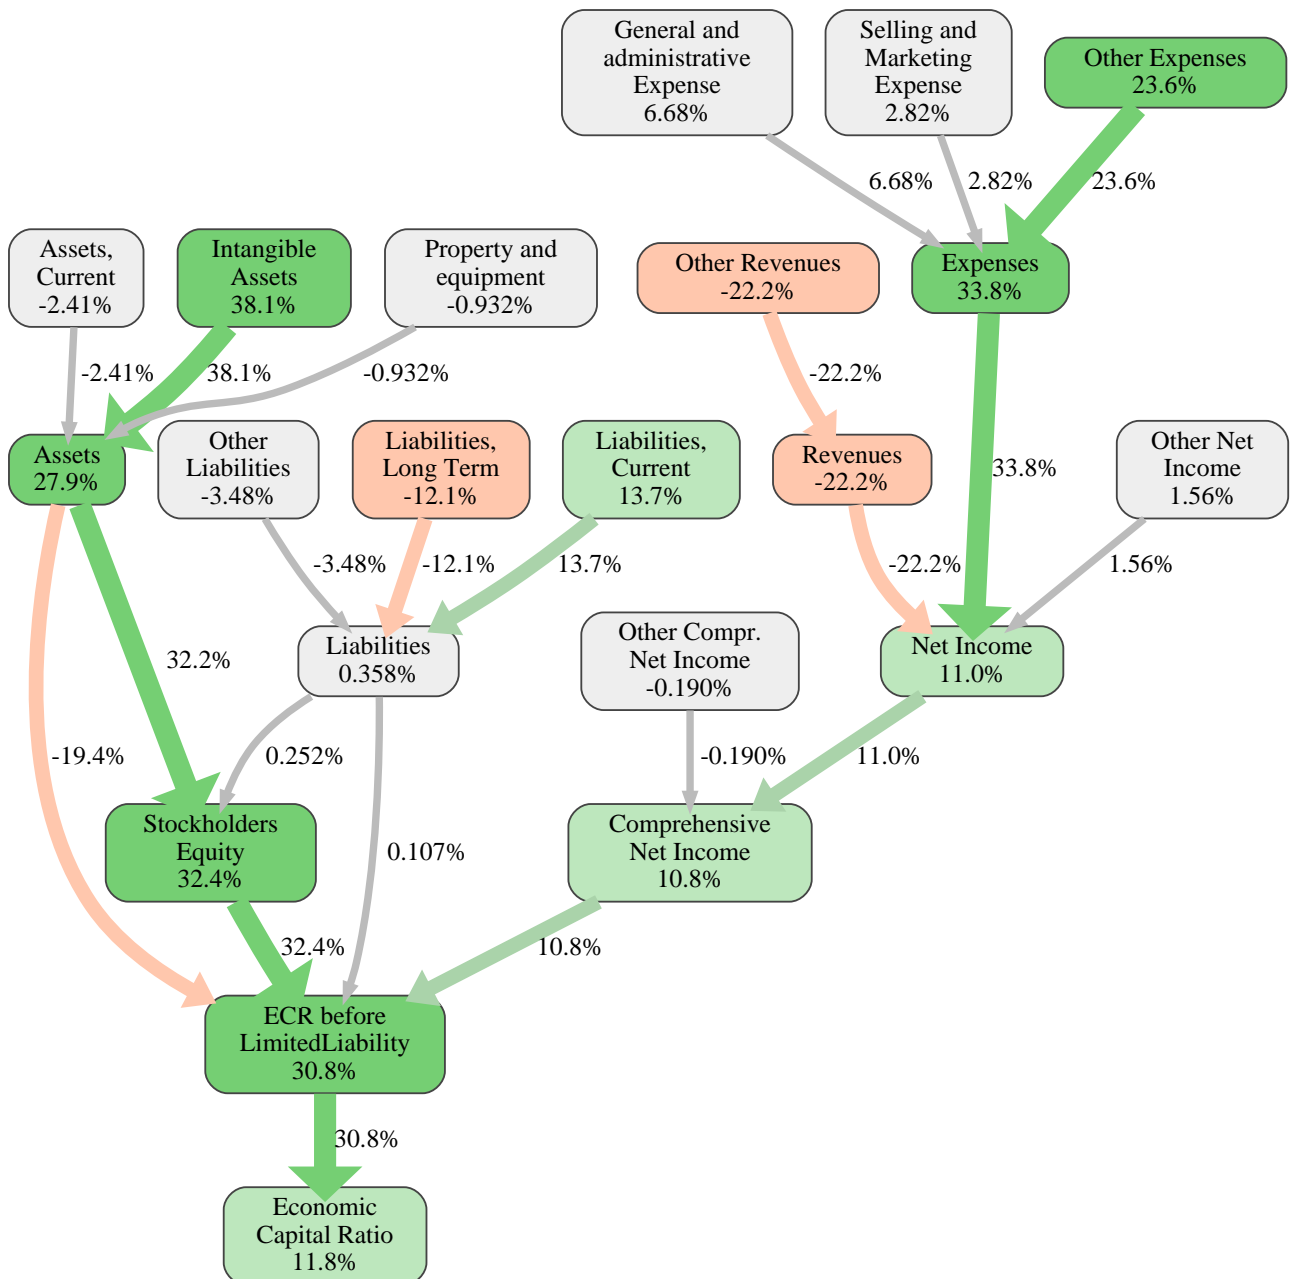 General and
administrative
Expense
6.68%
Selling and
Marketing
Expense
2.82%
Other Expenses
23.6%
6.68%
2.82%
23.6%
Assets,
Current
-2.41%
Intangible
Assets
38.1%
Property and
equipment
-0.932%
Other Revenues
-22.2%
Expenses
33.8%
-2.41%
38.1%
-0.932%
-22.2%
Assets
27.9%
Other
Liabilities
-3.48%
Liabilities,
Long Term
-12.1%
Liabilities,
Current
13.7%
Revenues
-22.2%
33.8%
Other Net
Income
1.56%
-3.48%
-12.1%
13.7%
-22.2%
1.56%
32.2%
Liabilities
0.358%
Other Compr.
Net Income
-0.190%
Net Income
11.0%
-19.4%
0.252%
-0.190%
11.0%
Stockholders
Equity
32.4%
0.107%
Comprehensive
Net Income
10.8%
32.4%
10.8%
ECR before
LimitedLiability
30.8%
30.8%
Economic
Capital Ratio
11.8%